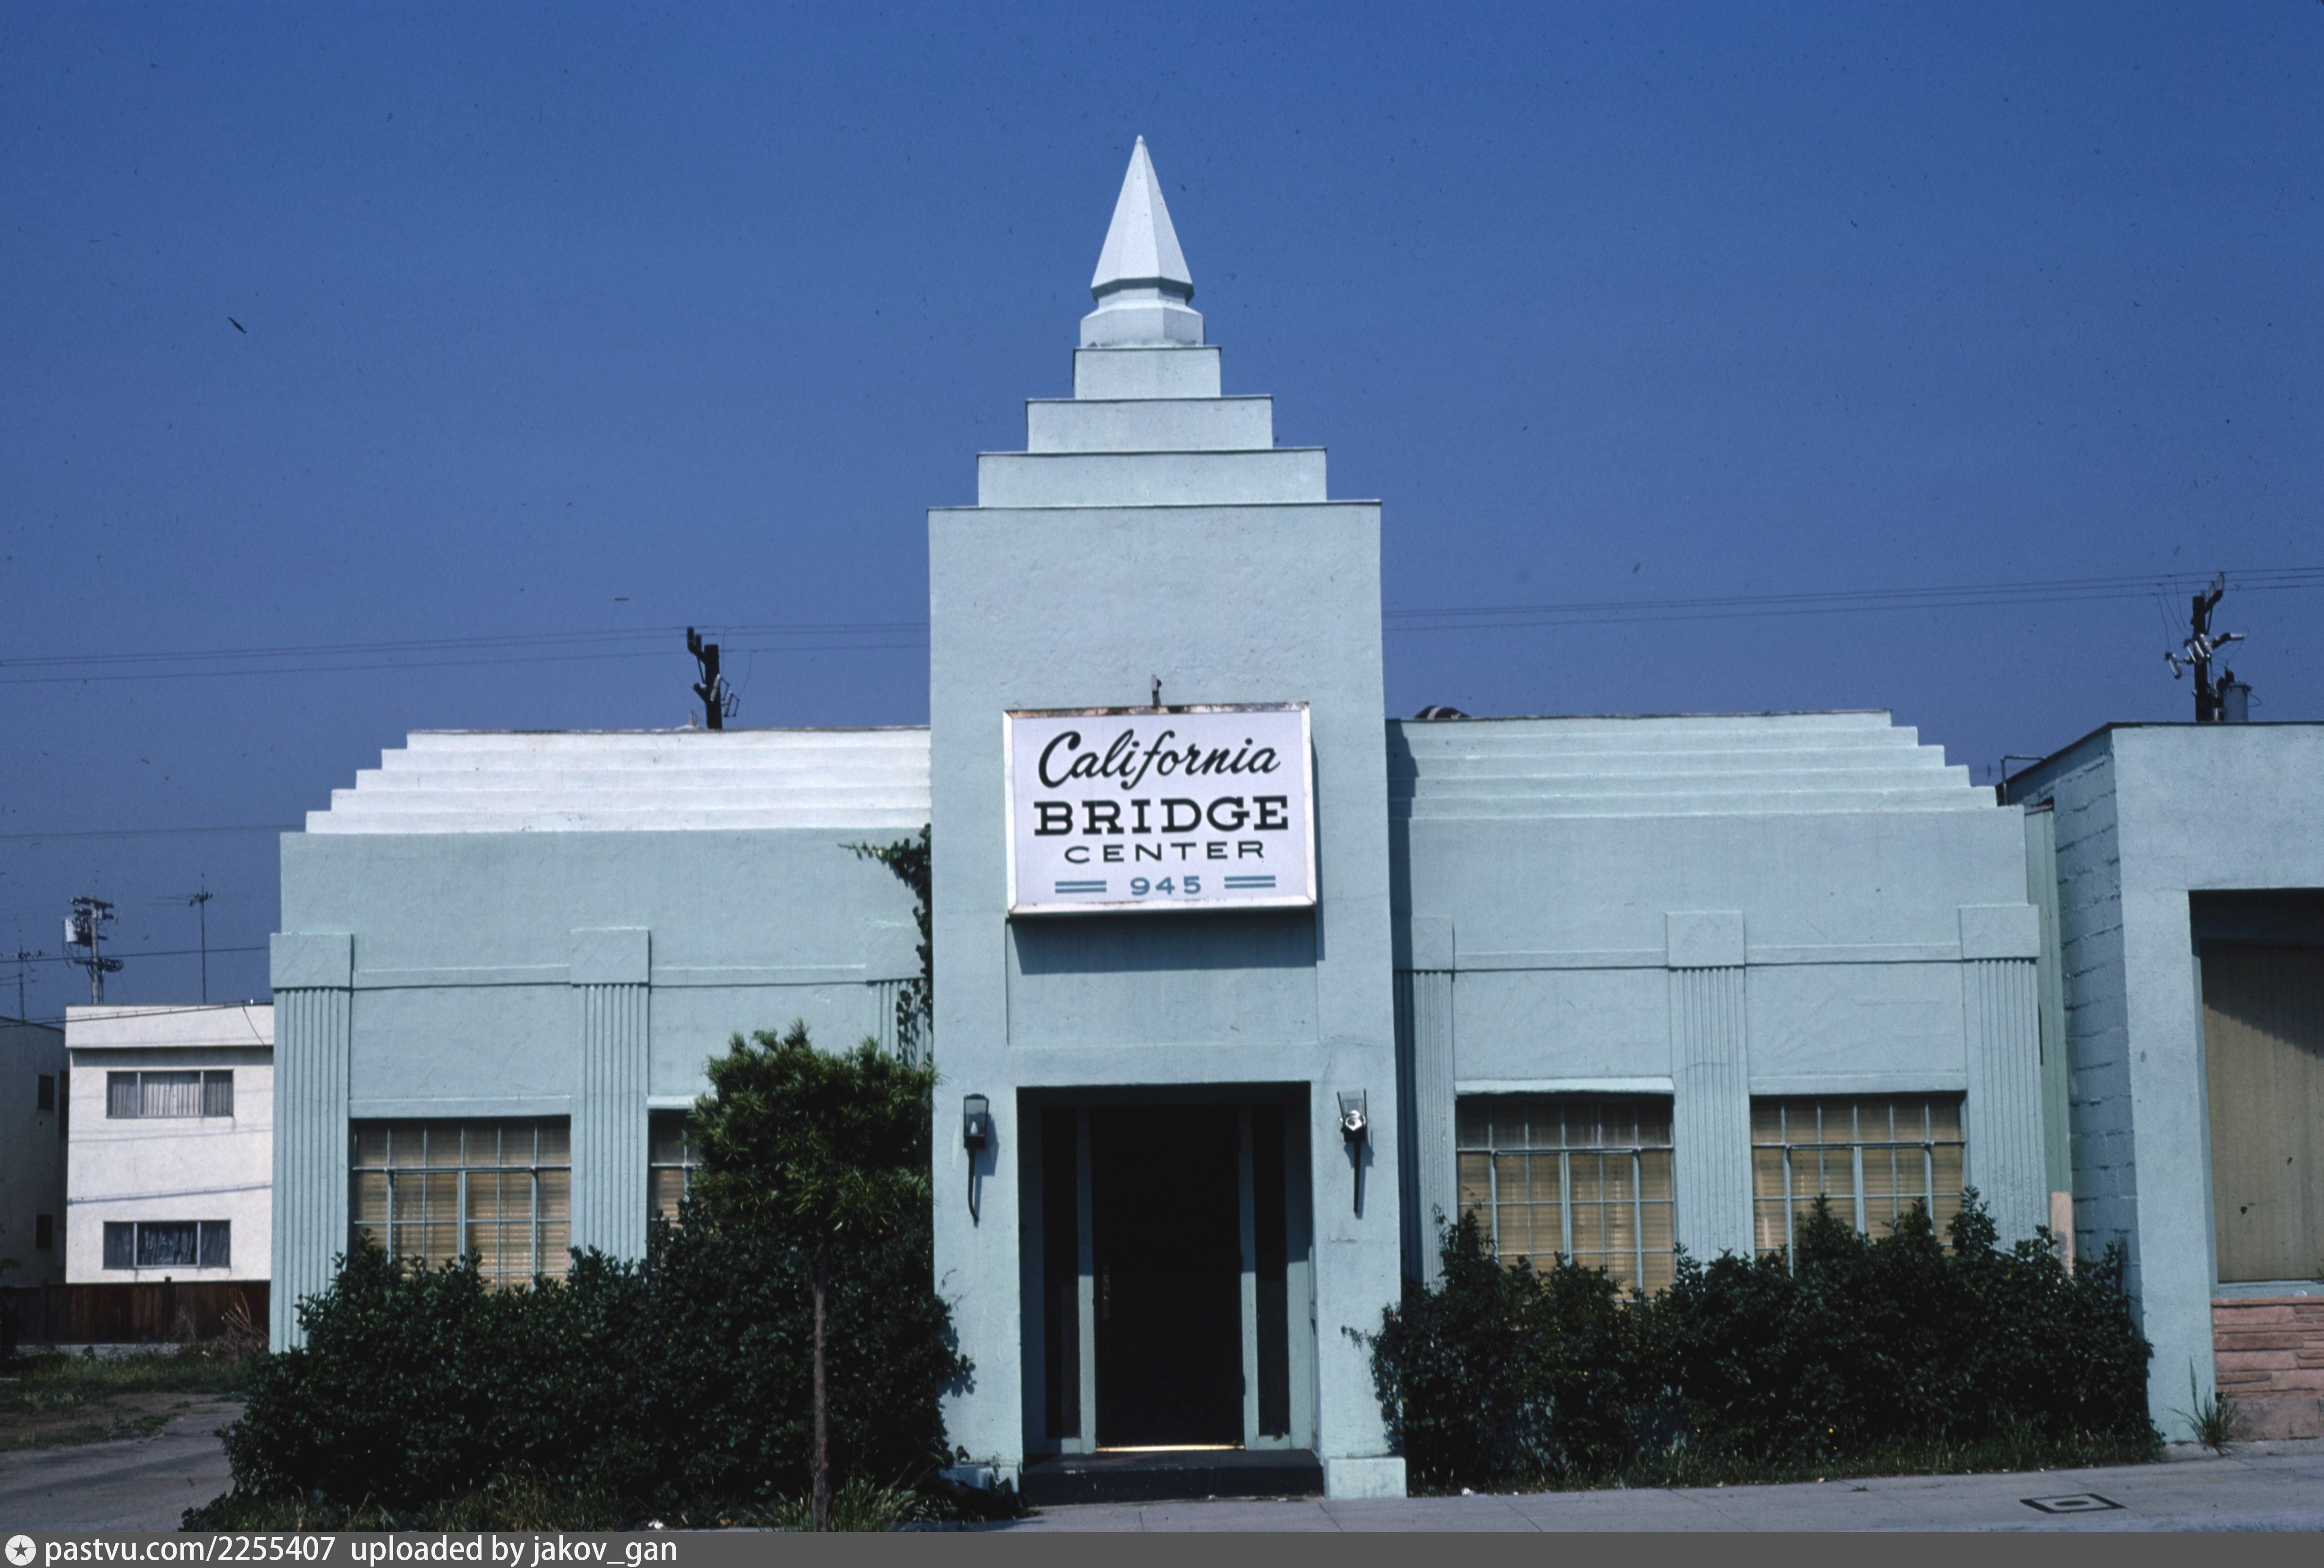 California
BRIDGE
CENTER
945
pastvu.com/2255407 uploaded by jakov_gan